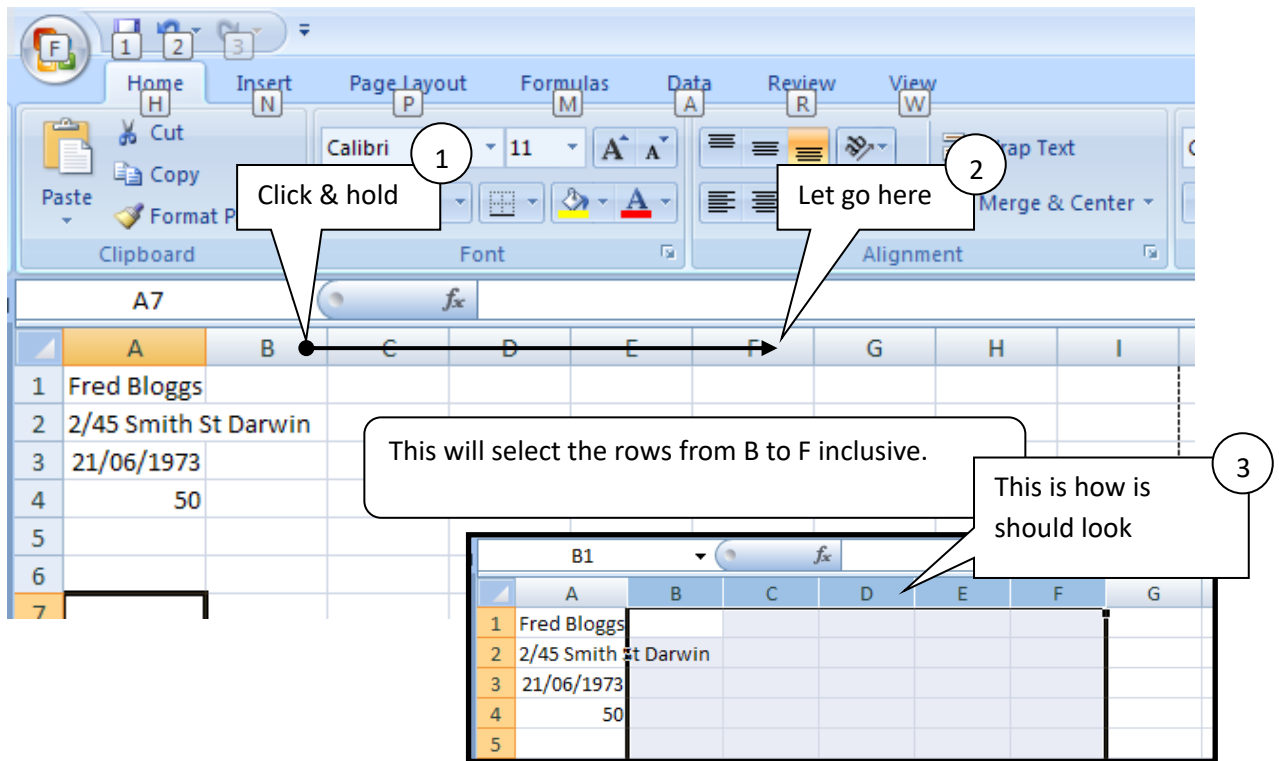 F 1 2 3
Home Insert Page Layout Formulas Data Review View
H N P M A R W
Cut
Copy
Paste
Format P
Clipboard
Calibri 11 A A
A
Font
rap Text
Merge & Center
Alignment
1
Click & hold
2
Let go here
A7 fx
A B C D E F G H I
1 Fred Bloggs
2 2/45 Smith St Darwin
3 21/06/1973
4 50
5
6
7
This will select the rows from B to F inclusive.
3
This is how is
should look
B1 fx
A B C D E F G
1 Fred Bloggs
2 2/45 Smith St Darwin
3 21/06/1973
4 50
5